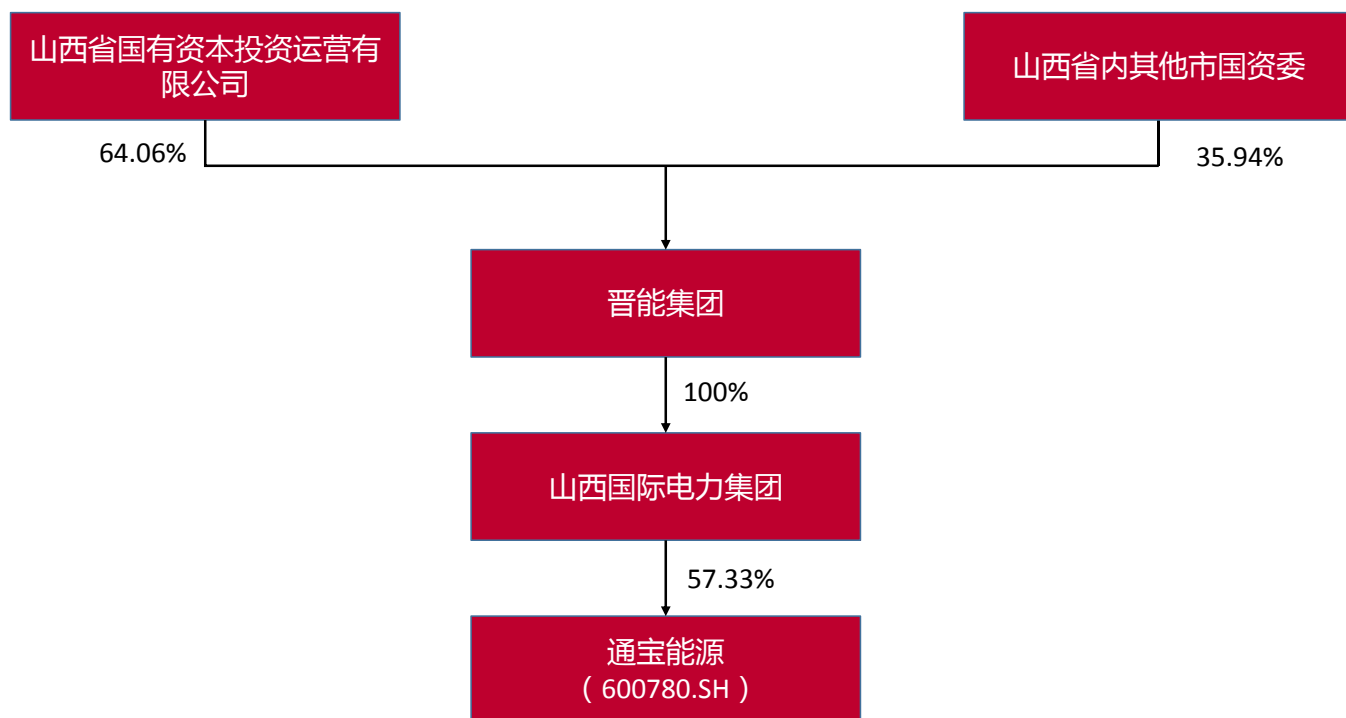 山西省国有资本投资运营有
限公司
山西省内其他市国资委
64.06%
35.94%
晋能集团
100%
山西国际电力集团
57.33%
通宝能源
（600780.SH）